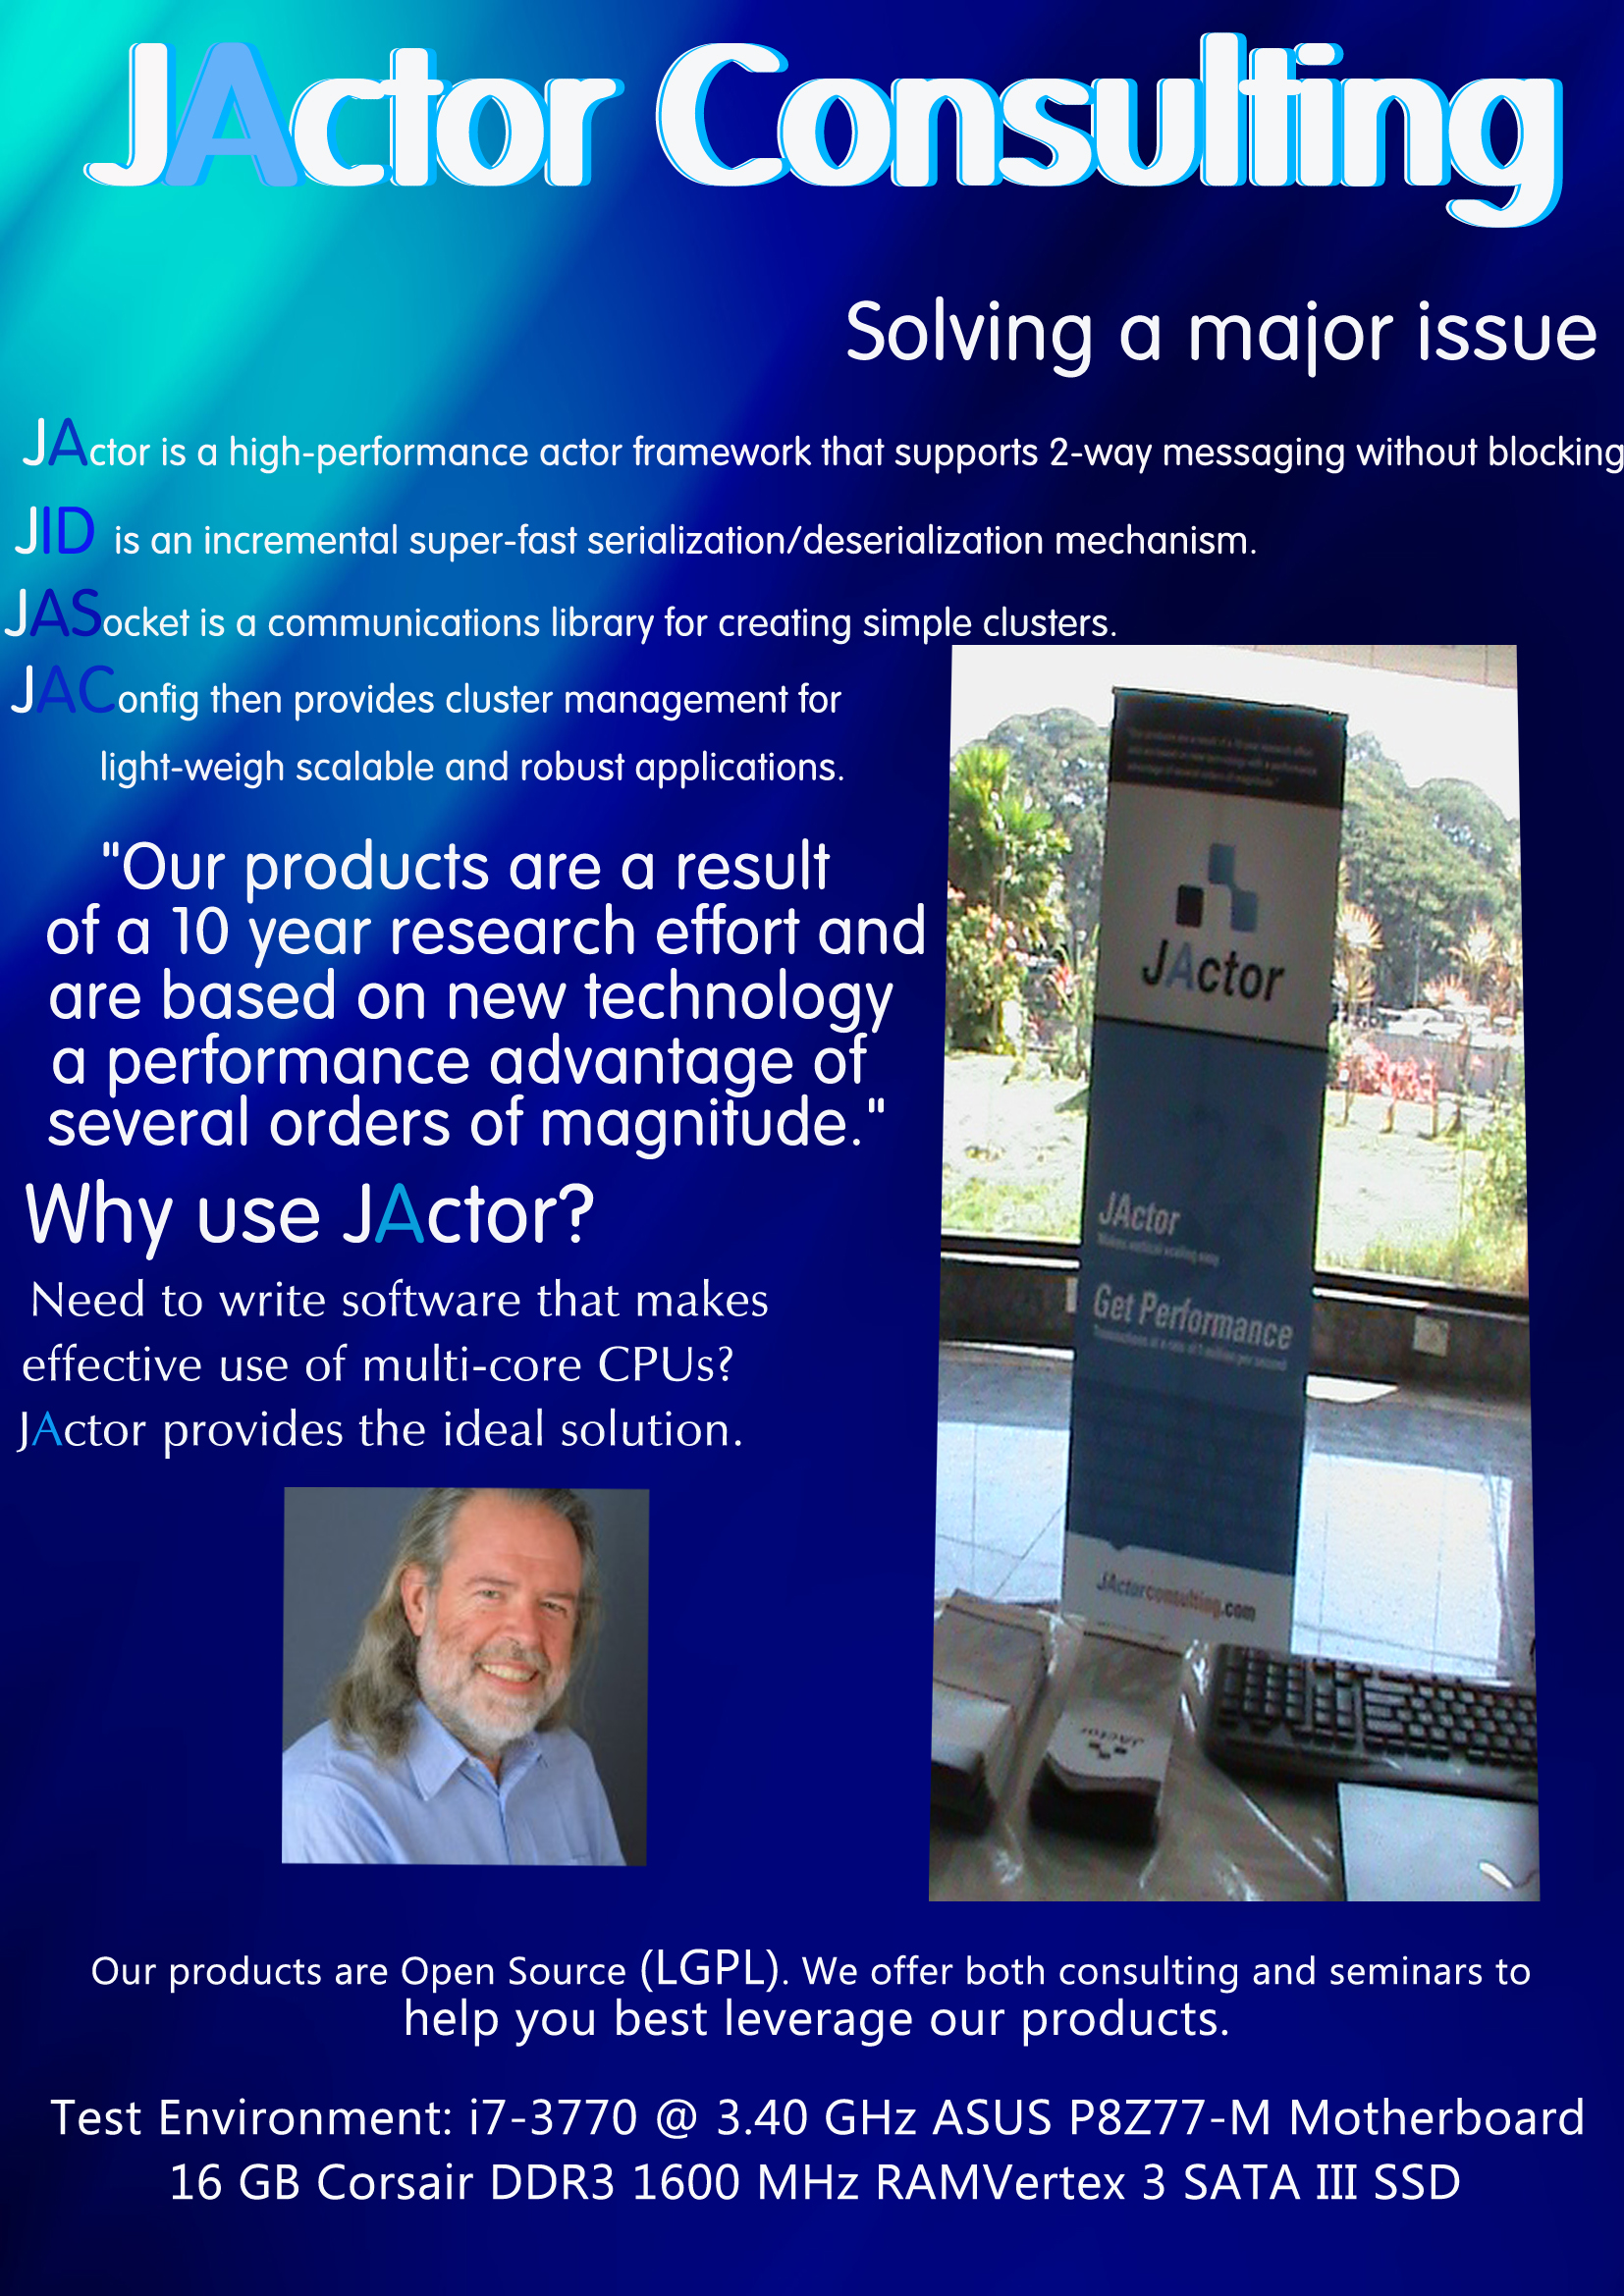 JActor Consulting
Solving a major issue
JActor is a high-performance actor framework that supports 2-way messaging without blocking
JID is an incremental super-fast serialization/deserialization mechanism.
JASocket is a communications library for creating simple clusters.
JAConfig then provides cluster management for
light-weigh scalable and robust applications.
"Our products are a result
of a 10 year research effort and
are based on new technology
a performance advantage of
several orders of magnitude."
Why use JActor?
Need to write software that makes
effective use of multi-core CPUs?
JActor provides the ideal solution.
JActor
JActor
Makes vertical scaling easy
Get Performance
JActorconsulting.com
JActor
Our products are Open Source (LGPL). We offer both consulting and seminars to
help you best leverage our products.
Test Environment: i7-3770 @ 3.40 GHz ASUS P8Z77-M Motherboard
16 GB Corsair DDR3 1600 MHz RAMVertex 3 SATA III SSD